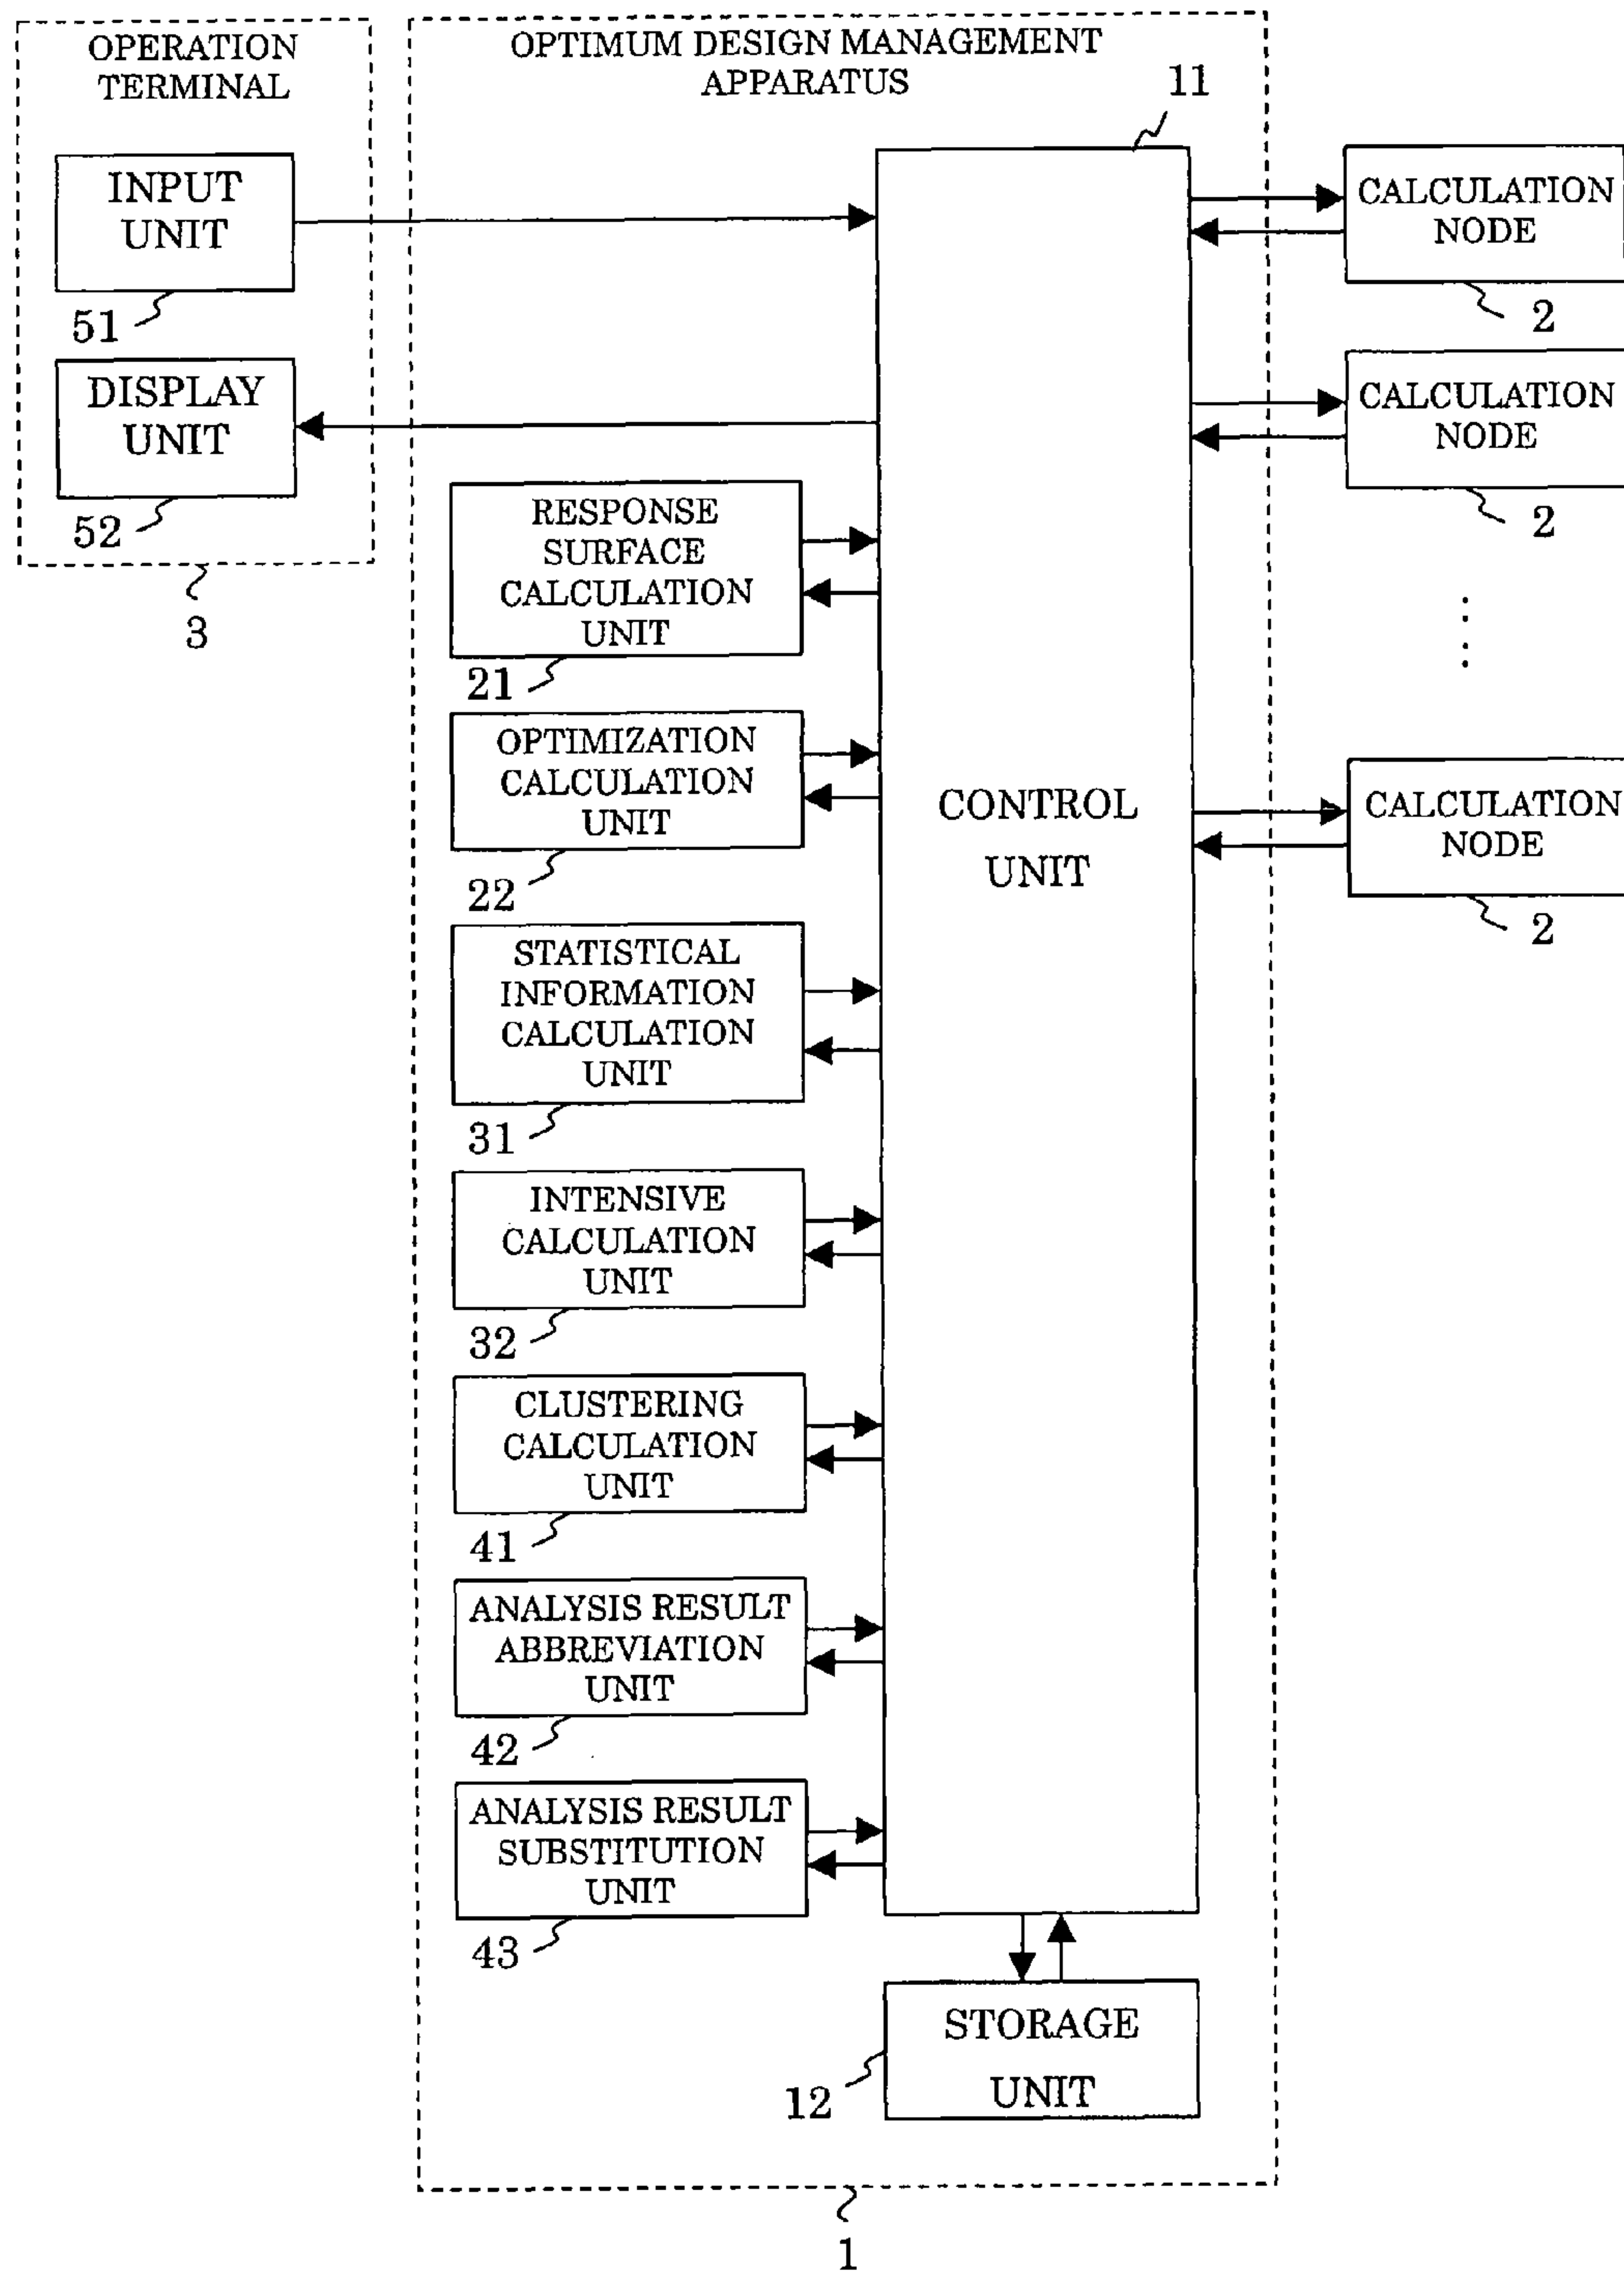 OPERATION
TERMINAL
INPUT
UNIT
51
DISPLAY
UNIT
52
3
OPTIMUM DESIGN MANAGEMENT
APPARATUS
11
CONTROL
UNIT
RESPONSE
SURFACE
CALCULATION
UNIT
21
OPTIMIZATION
CALCULATION
UNIT
22
STATISTICAL
INFORMATION
CALCULATION
UNIT
31
INTENSIVE
CALCULATION
UNIT
32
CLUSTERING
CALCULATION
UNIT
41
ANALYSIS RESULT
ABBREVIATION
UNIT
42
ANALYSIS RESULT
SUBSTITUTION
UNIT
43
STORAGE
UNIT
12
1
CALCULATION
NODE
2
CALCULATION
NODE
2
CALCULATION
NODE
2